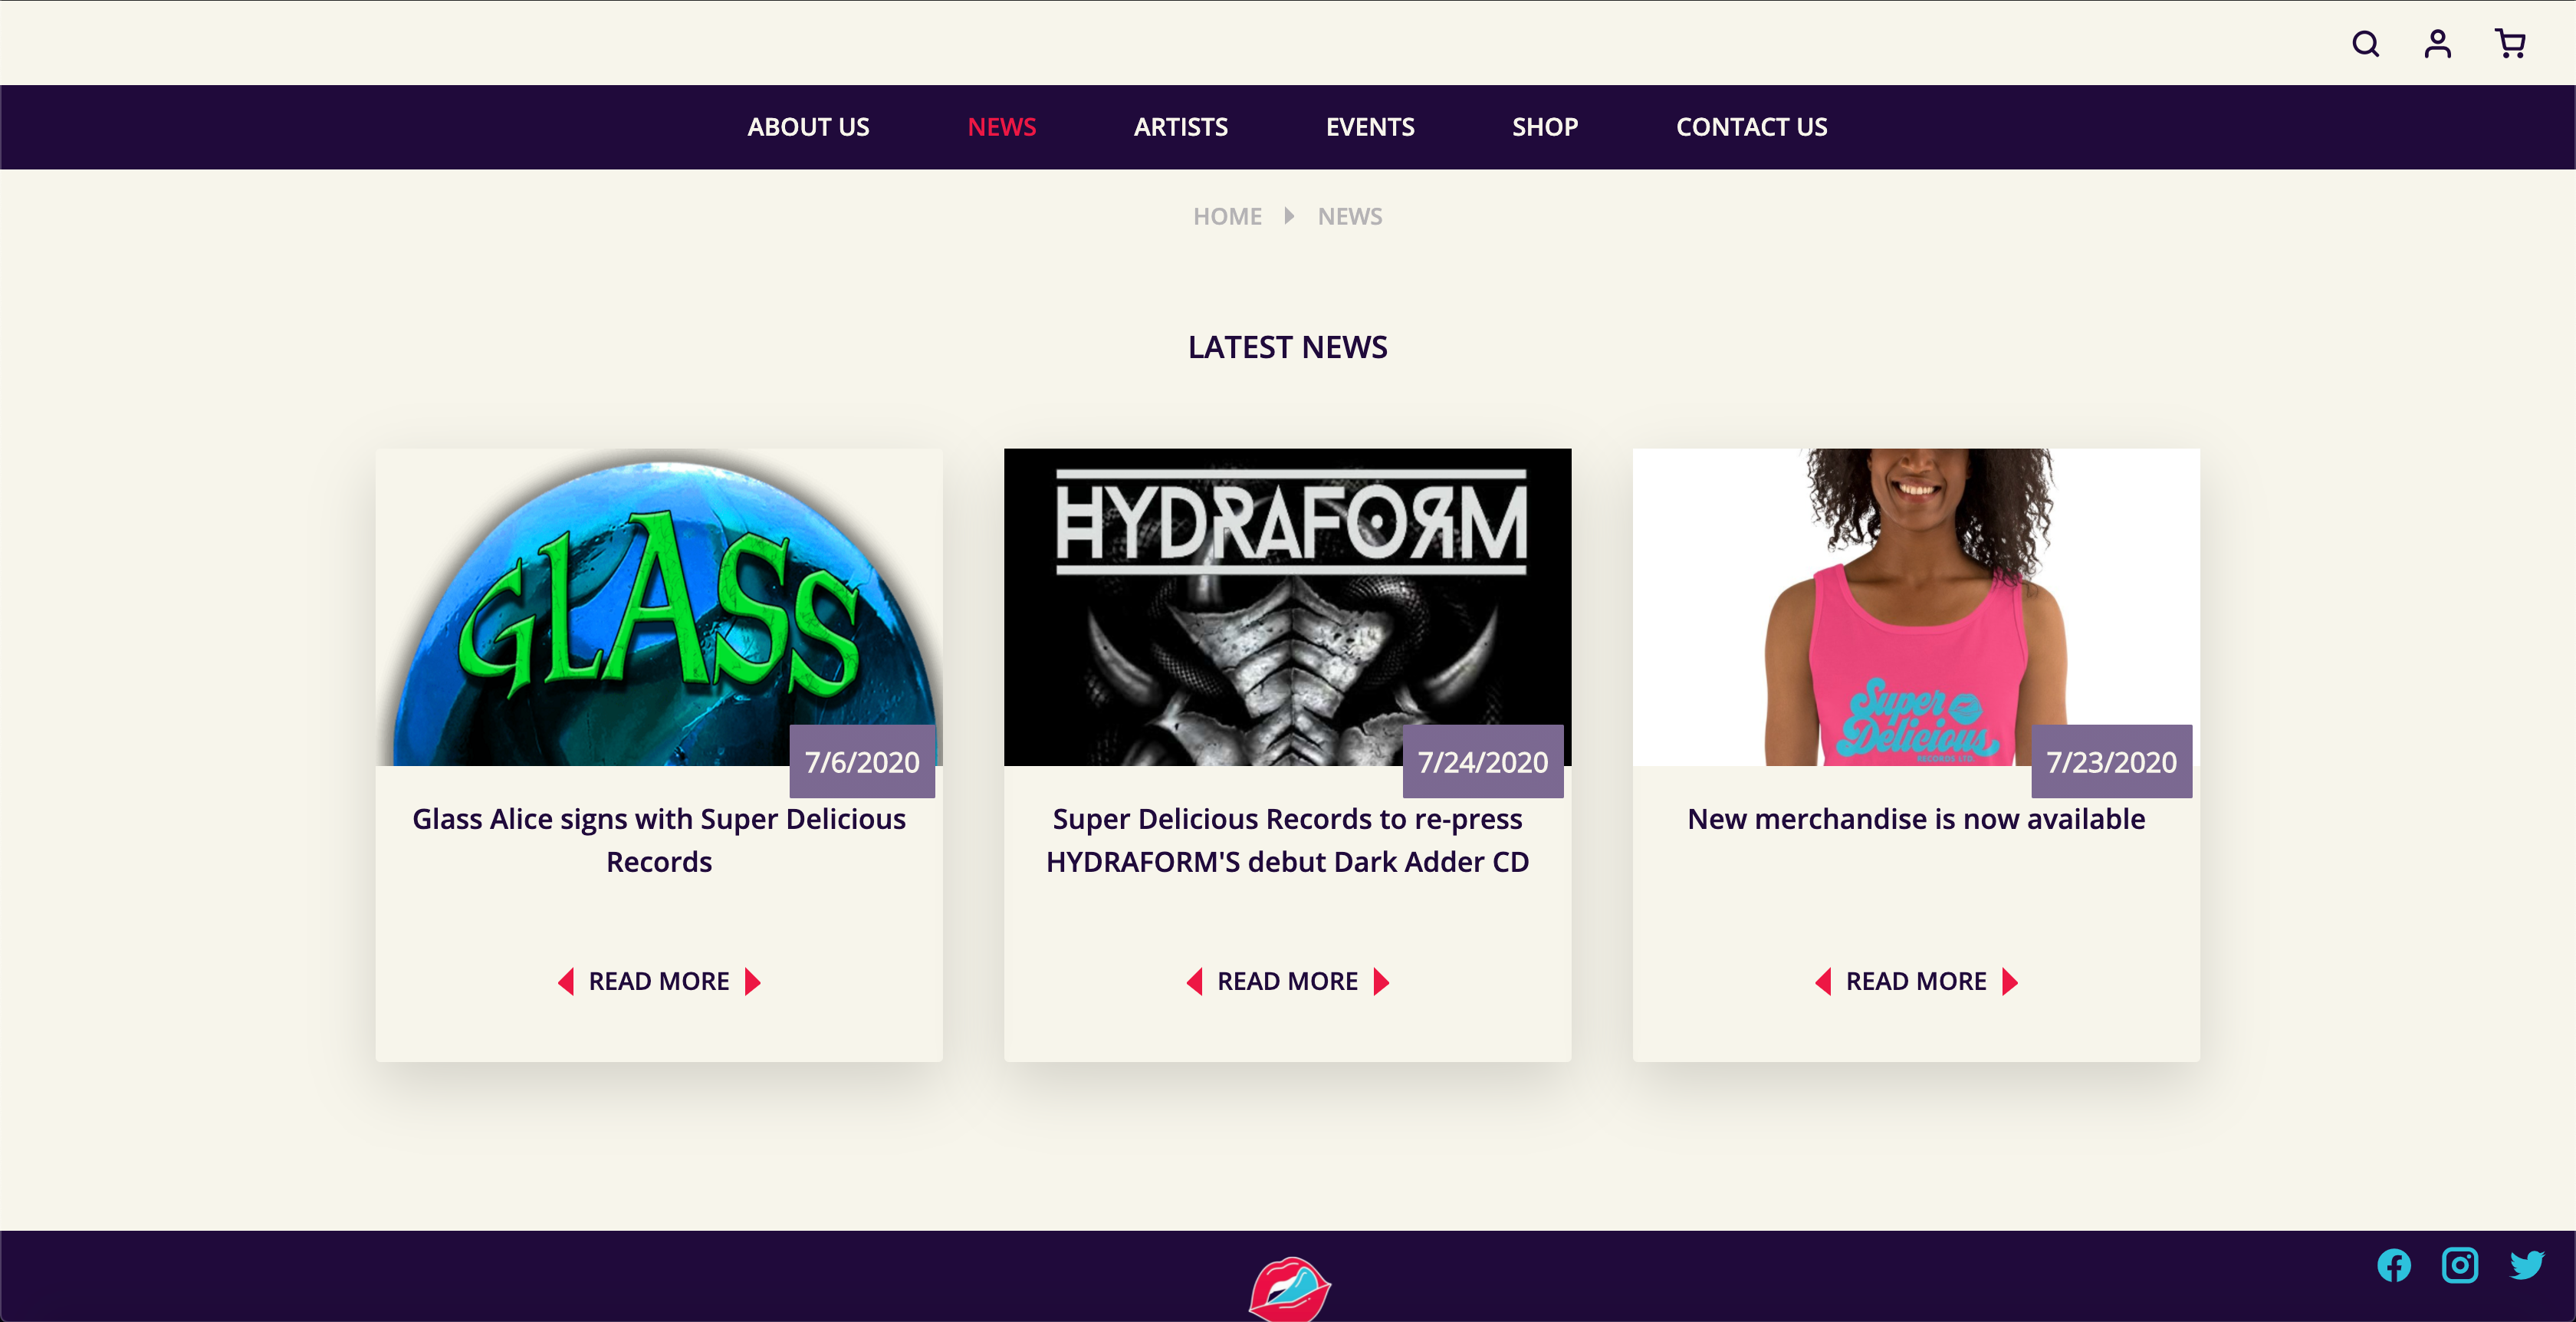 ABOUT US NEWS ARTISTS EVENTS SHOP CONTACT US
HOME NEWS
LATEST NEWS
GLASS
7/6/2020
Glass Alice signs with Super Delicious
Records
READ MORE
HYDRAFORM
7/24/2020
Super Delicious Records to re-press
HYDRAFORM'S debut Dark Adder CD
READ MORE
Super
Delicious
RECORDS LTD.
7/23/2020
New merchandise is now available
READ MORE